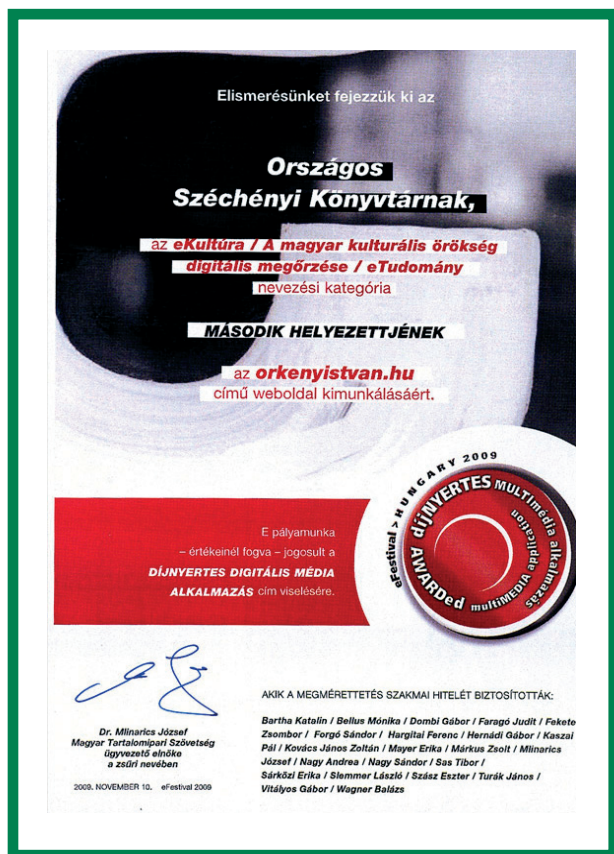 Elismerésünket fejezzük ki az
Országos
Széchényi Könyvtárnak,
az eKultúra / A magyar kulturális örökség
digitális megőrzése / eTudomány
nevezési kategória
MÁSODIK HELYEZETTJÉNEK
az orkenyistvan.hu
című weboldal kimunkálásáért.
E pályamunka
– értékeinél fogva – jogosult a
DÍJNYERTES DIGITÁLIS MÉDIA
ALKALMAZÁS cím viselésére.
eFestival > HUNGARY 2009
díjNYERTES MULTImédia alkalmazás
AWARDed multiMEDIA application
Dr. Mlinarics József
Magyar Tartalomipari Szövetség
ügyvezető elnöke
a zsűri nevében
2009. NOVEMBER 10. eFestival 2009
AKIK A MEGMÉRETTETÉS SZAKMAI HITELÉT BIZTOSÍTOTTÁK:
Bartha Katalin / Bellus Mónika / Dombi Gábor / Faragó Judit / Fekete
Zsombor / Forgó Sándor / Hargitai Ferenc / Hernádi Gábor / Kaszai
Pál / Kovács János Zoltán / Mayer Erika / Márkus Zsolt / Mlinarics
József / Nagy Andrea / Nagy Sándor / Sas Tibor /
Sárközi Erika / Slemmer László / Szász Eszter / Turák János /
Vitályos Gábor / Wagner Balázs